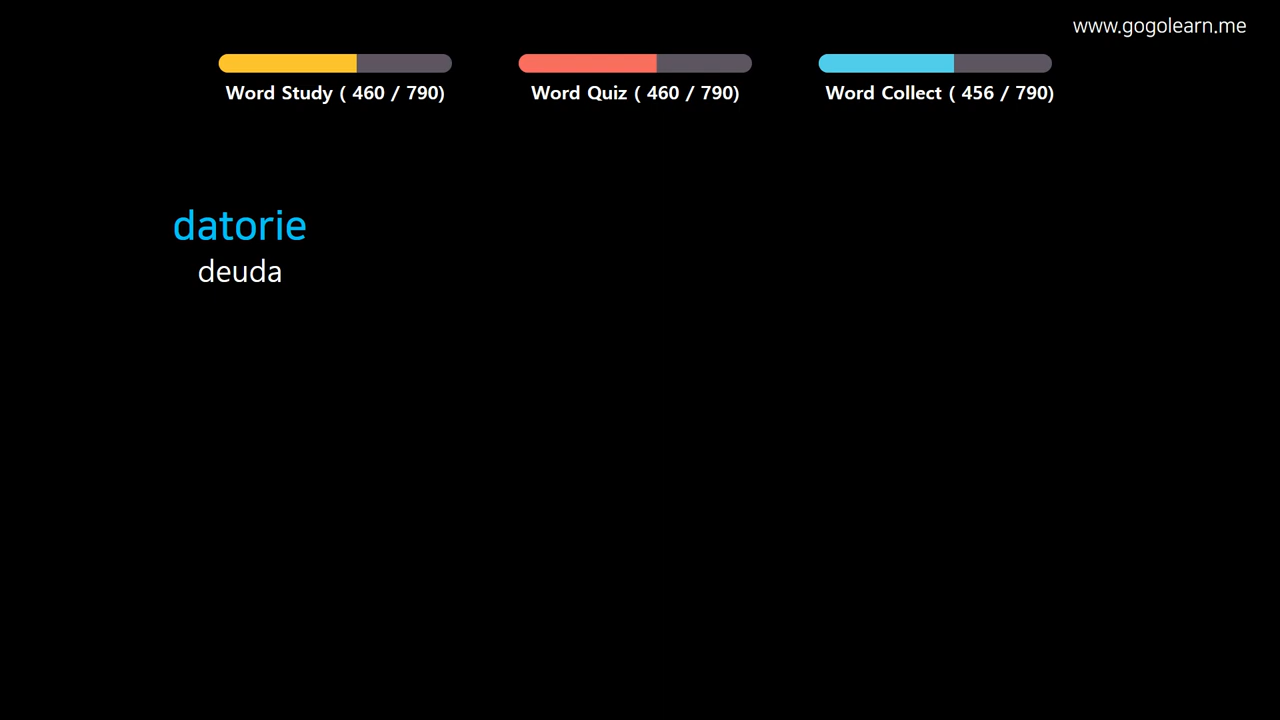 www.gogolearn.me
Word Study ( 460 / 790)
Word Quiz ( 460 / 790)
Word Collect ( 456 / 790)
datorie
deuda